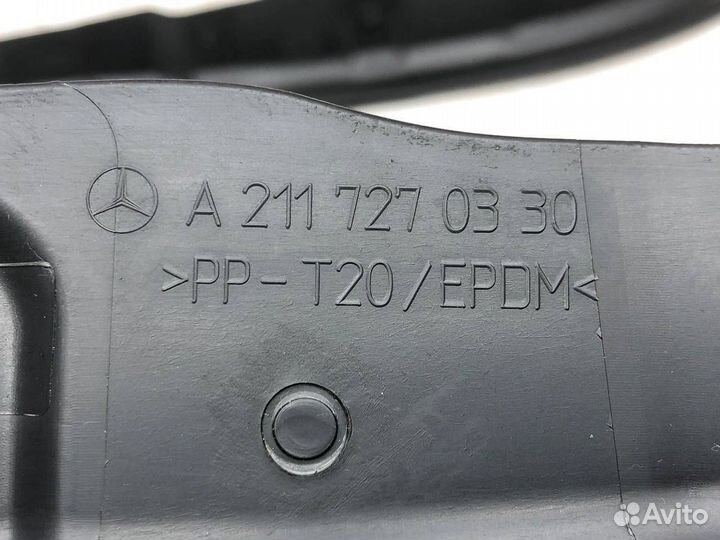 A 211 727 03 30
>PP-T20/EPDM<
Avito